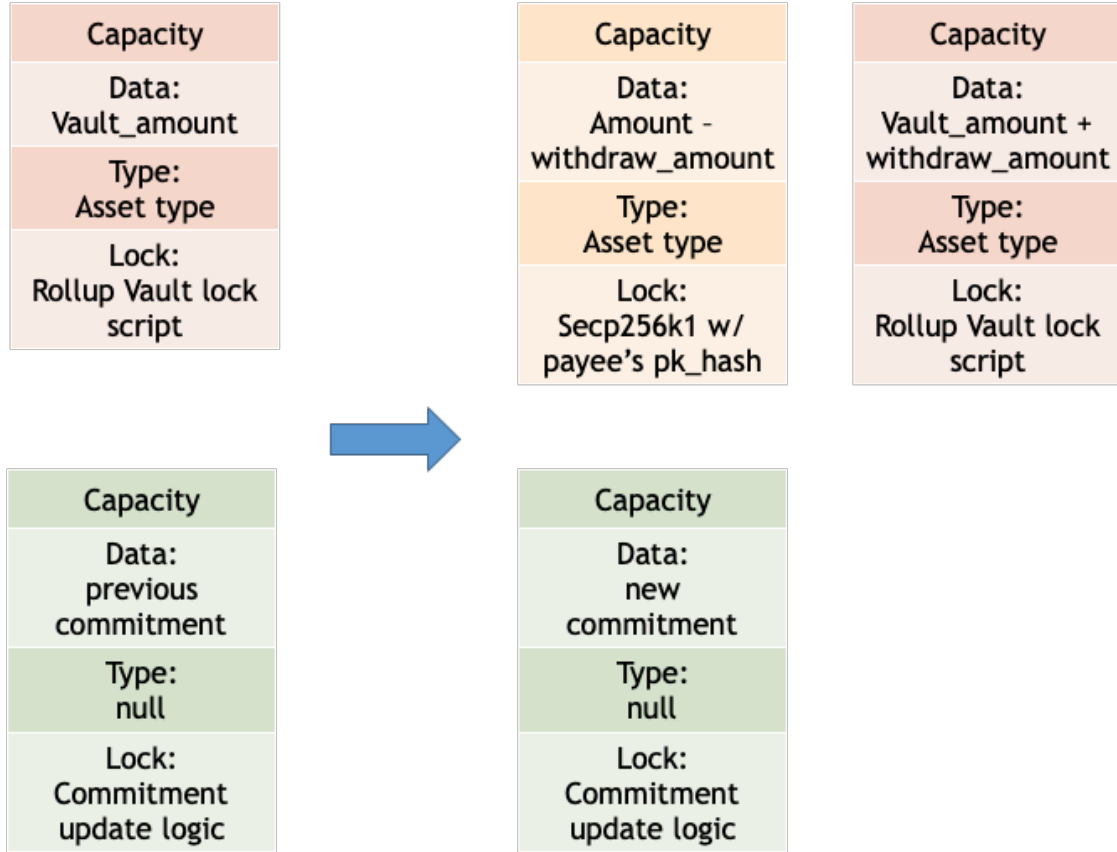 Capacity
Data:
Vault_amount
Type:
Asset type
Lock:
Rollup Vault lock
script
Capacity
Data:
Amount –
withdraw_amount
Type:
Asset type
Lock:
Secp256k1 w/
payee's pk_hash
Capacity
Data:
Vault_amount +
withdraw_amount
Type:
Asset type
Lock:
Rollup Vault lock
script
Capacity
Data:
previous
commitment
Type:
null
Lock:
Commitment
update logic
Capacity
Data:
new
commitment
Type:
null
Lock:
Commitment
update logic